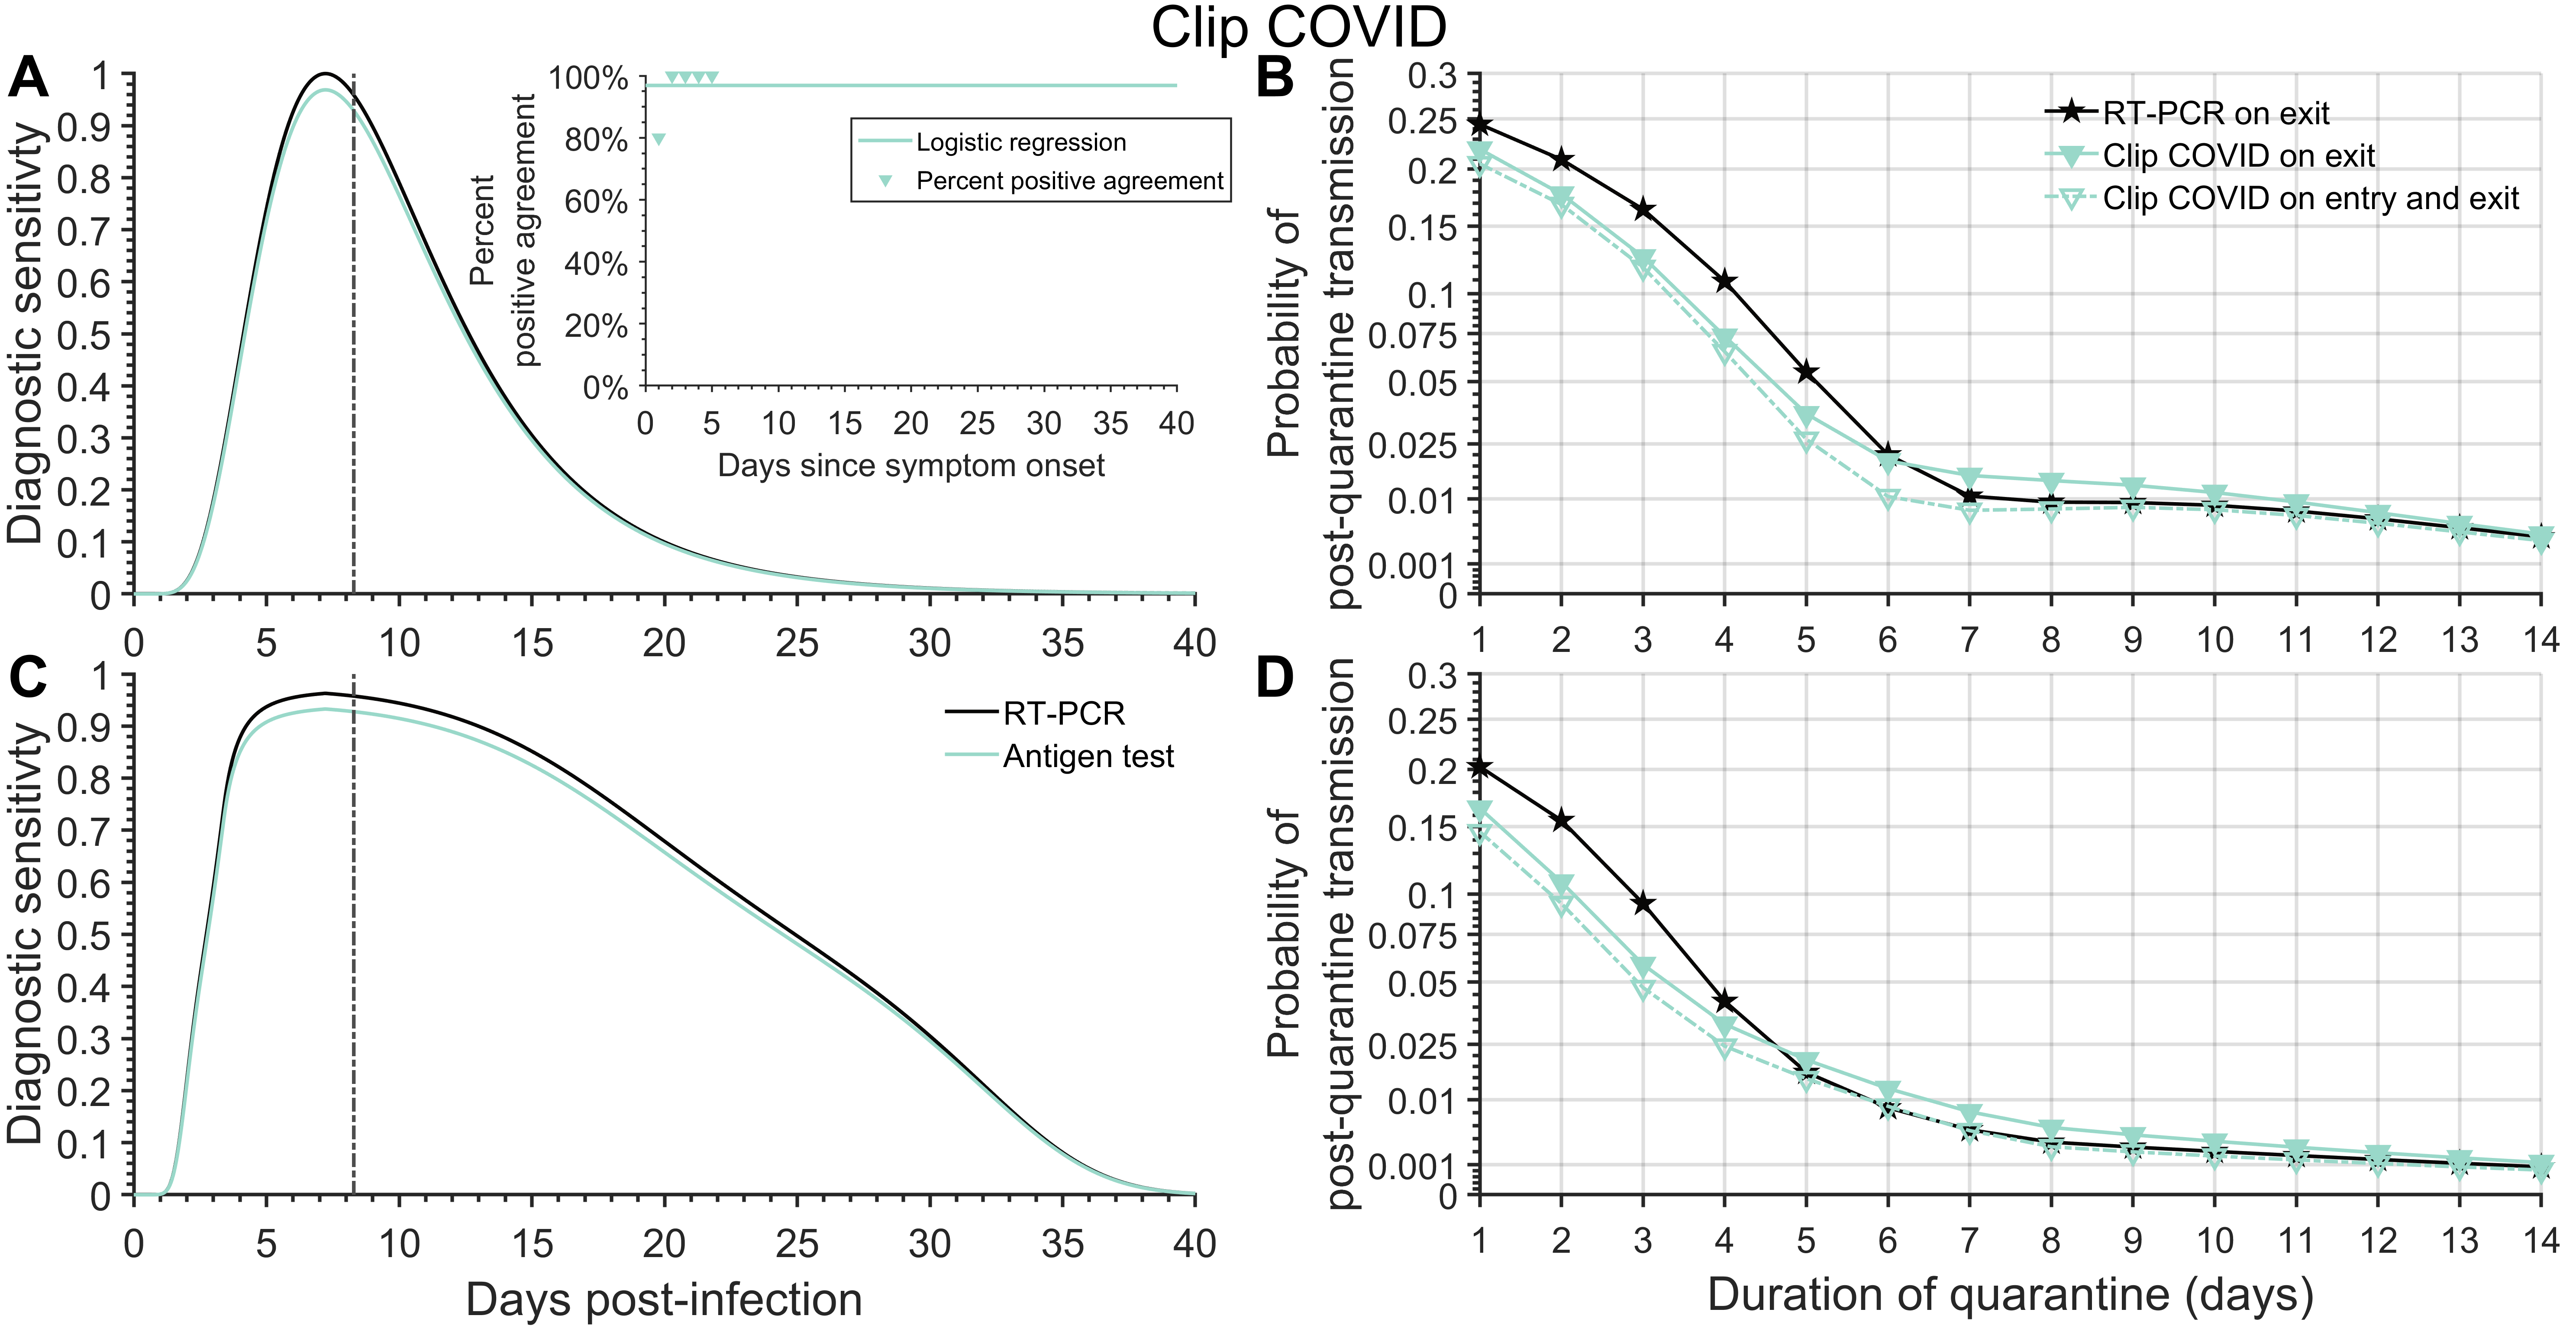 Clip COVID
A
Diagnostic sensitivty
1
0.9
0.8
0.7
0.6
0.5
0.4
0.3
0.2
0.1
0
0 5 10 15 20 25 30 35 40
Percent
positive agreement
100%
80%
60%
40%
20%
0%
0 5 10 15 20 25 30 35 40
Days since symptom onset
Logistic regression
Percent positive agreement
B
Probability of
post-quarantine transmission
0.3
0.25
0.2
0.15
0.1
0.075
0.05
0.025
0.01
0.001
0
1 2 3 4 5 6 7 8 9 10 11 12 13 14
RT-PCR on exit
Clip COVID on exit
Clip COVID on entry and exit
C
Diagnostic sensitivty
1
0.9
0.8
0.7
0.6
0.5
0.4
0.3
0.2
0.1
0
0 5 10 15 20 25 30 35 40
Days post-infection
RT-PCR
Antigen test
D
Probability of
post-quarantine transmission
0.3
0.25
0.2
0.15
0.1
0.075
0.05
0.025
0.01
0.001
0
1 2 3 4 5 6 7 8 9 10 11 12 13 14
Duration of quarantine (days)